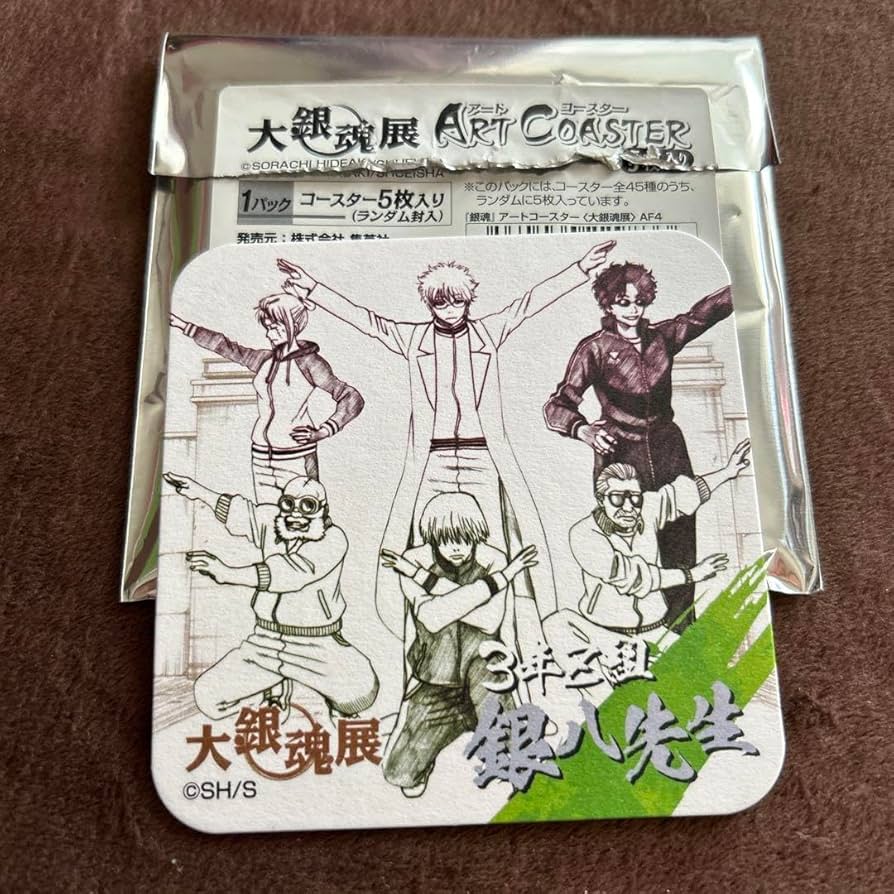 大銀魂展 ART COASTER
アート コースター
©SORACHI HIDEAKI/SHUEISHA
1パック コースター5枚入り
(ランダム封入)
※このパックには、コースター全45種のうち、
ランダムに5枚入っています。
『銀魂』アートコースター〈大銀魂展〉AF4
発売元:株式会社 集英社
3年Z組
銀八先生
大銀魂展
©SH/S